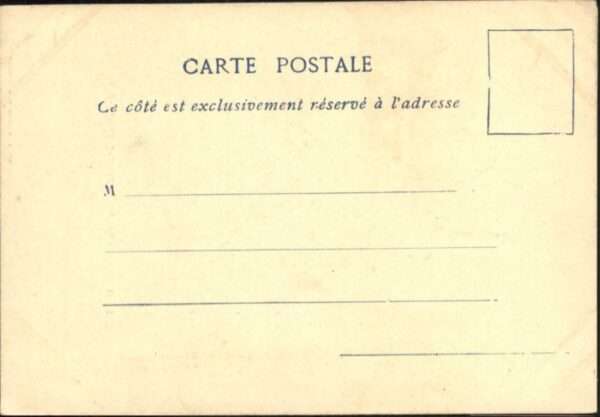 CARTE POSTALE
Ce côté est exclusivement réservé à l'adresse
M